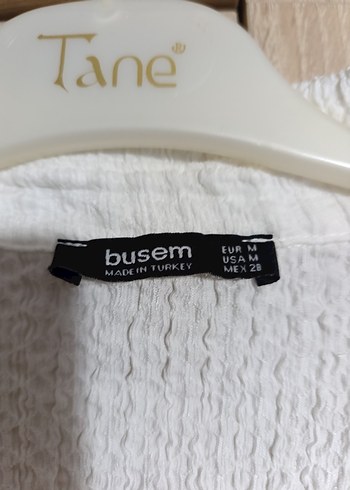 Tane®
busem
MADE IN TURKEY
EUR M
USA M
MEX 28